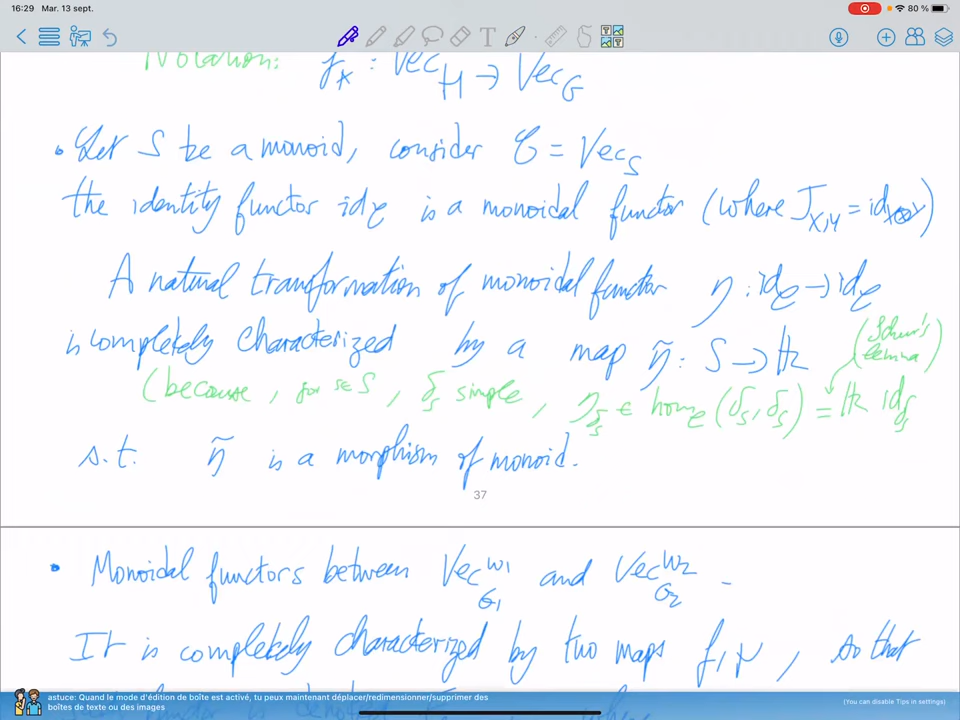 16:29 Mar. 13 sept. 80 %
Notation: f_* : Vec_H → Vec_G
• Let S be a monoid, consider 𝒞 = Vec_S
the identity functor id_𝒞 is a monoidal functor (where J_{X,Y} = id_{X⊗Y})
A natural transformation of monoidal functor η : id_𝒞 → id_𝒞
is completely characterized by a map η̃ : S → 𝕜 (Schur's lemma)
(because, for s ∈ S, δ_s simple, η_{δ_s} ∈ hom_𝒞 (δ_s, δ_s) = 𝕜 id_{δ_s}
s.t. η̃ is a morphism of monoid.
37
• Monoidal functors between Vec_{G_1}^{ω_1} and Vec_{G_2}^{ω_2}
It is completely characterized by two maps f, μ, so that
astuce: Quand le mode d'édition de boîte est activé, tu peux maintenant déplacer/redimensionner/supprimer des
boîtes de texte ou des images
(You can disable Tips in settings)